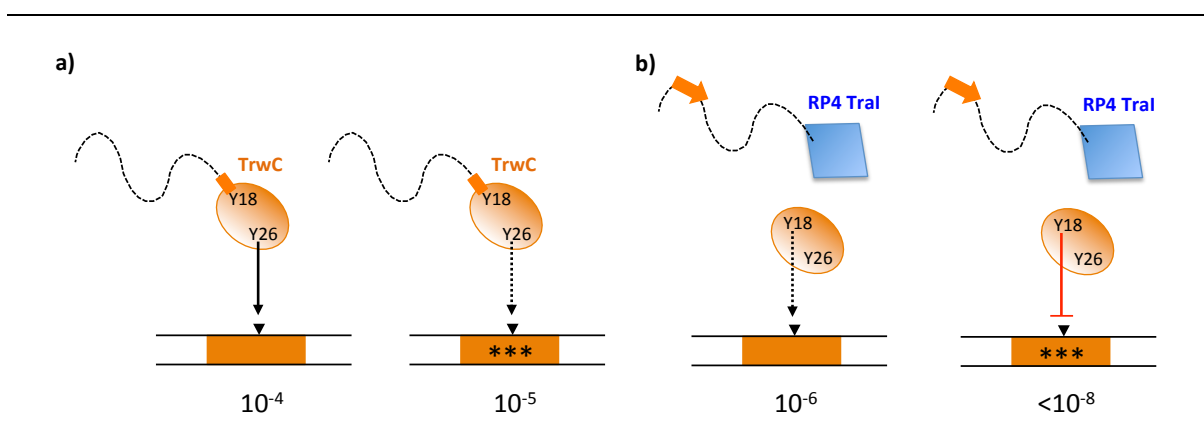 a)
b)
RP4 TraI
RP4 TraI
TrwC
TrwC
Y18
Y26
Y18
Y26
Y18
Y26
Y18
Y26
***
***
10-4
10-5
10-6
<10-8